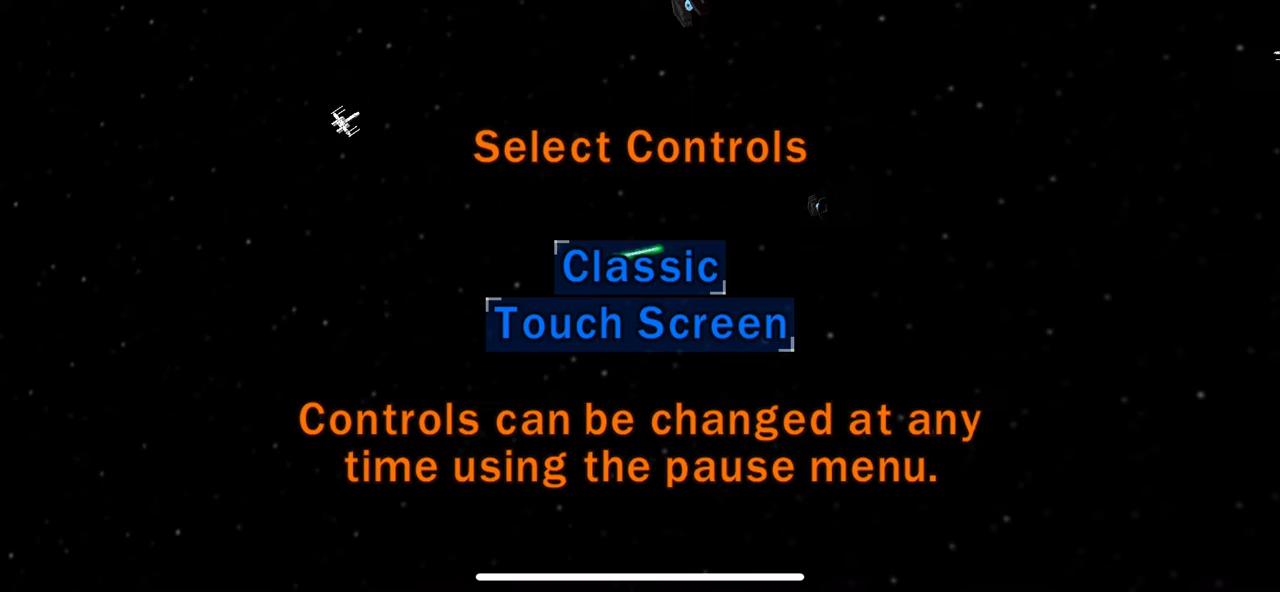 Select Controls
Classic
Touch Screen
Controls can be changed at any
time using the pause menu.